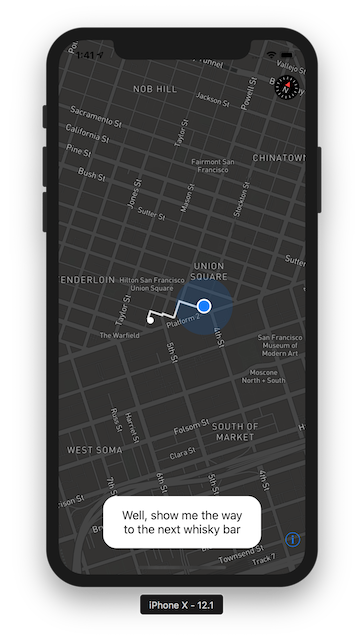 1:41
Vallejo St
Tunnel
NOB HILL
Powell St
Jackson St
N
Sacramento St
California St
Taylor St
Pine St
Fairmont San
Francisco
CHINATOWN
Bush St
Jones St
Mason St
Stockton St
Sutter St
Sutter
UNION
SQUARE
TENDERLOIN
Hilton San Francisco
Union Square
Taylor St
Platform 2
The Warfield
4th St
5th St
San Francisco
Museum of
Modern Art
Moscone
North + South
Russ St
Harriet St
Folsom St
SOUTH OF
MARKET
WEST SOMA
Clara St
7th St
6th St
5th St
4th St
rison St
Well, show me the way
to the next whisky bar
Townsend St
Track 7
iPhone X - 12.1